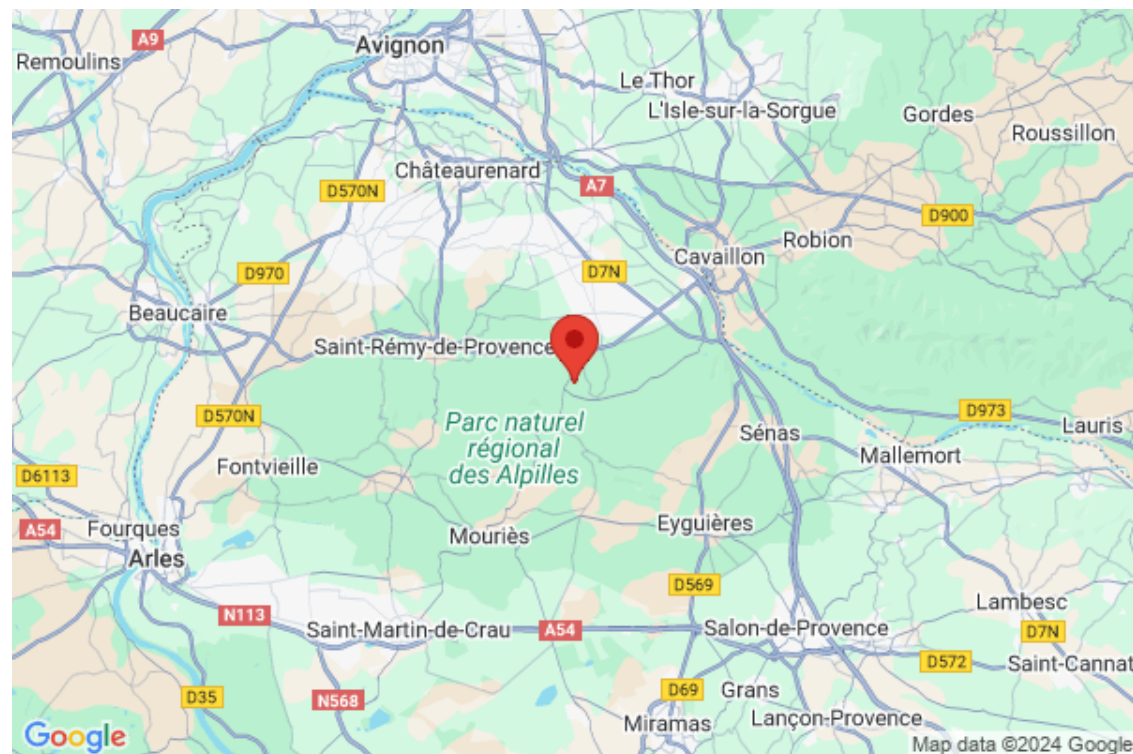 A9
Avignon
Remoulins
Le Thor
L'Isle-sur-la-Sorgue
Gordes
Roussillon
Châteaurenard
D570N
A7
D900
Robion
Cavaillon
D970
D7N
Beaucaire
Saint-Rémy-de-Provence
D570N
Parc naturel
régional
des Alpilles
D973
Lauris
Sénas
Mallemort
Fontvieille
D6113
A54
Fourques
Arles
Mouriès
Eyguières
D569
N113
Saint-Martin-de-Crau
A54
Salon-de-Provence
Lambesc
D7N
D572
Saint-Cannat
D35
N568
D69
Grans
Miramas
Lançon-Provence
Google
Map data ©2024 Google